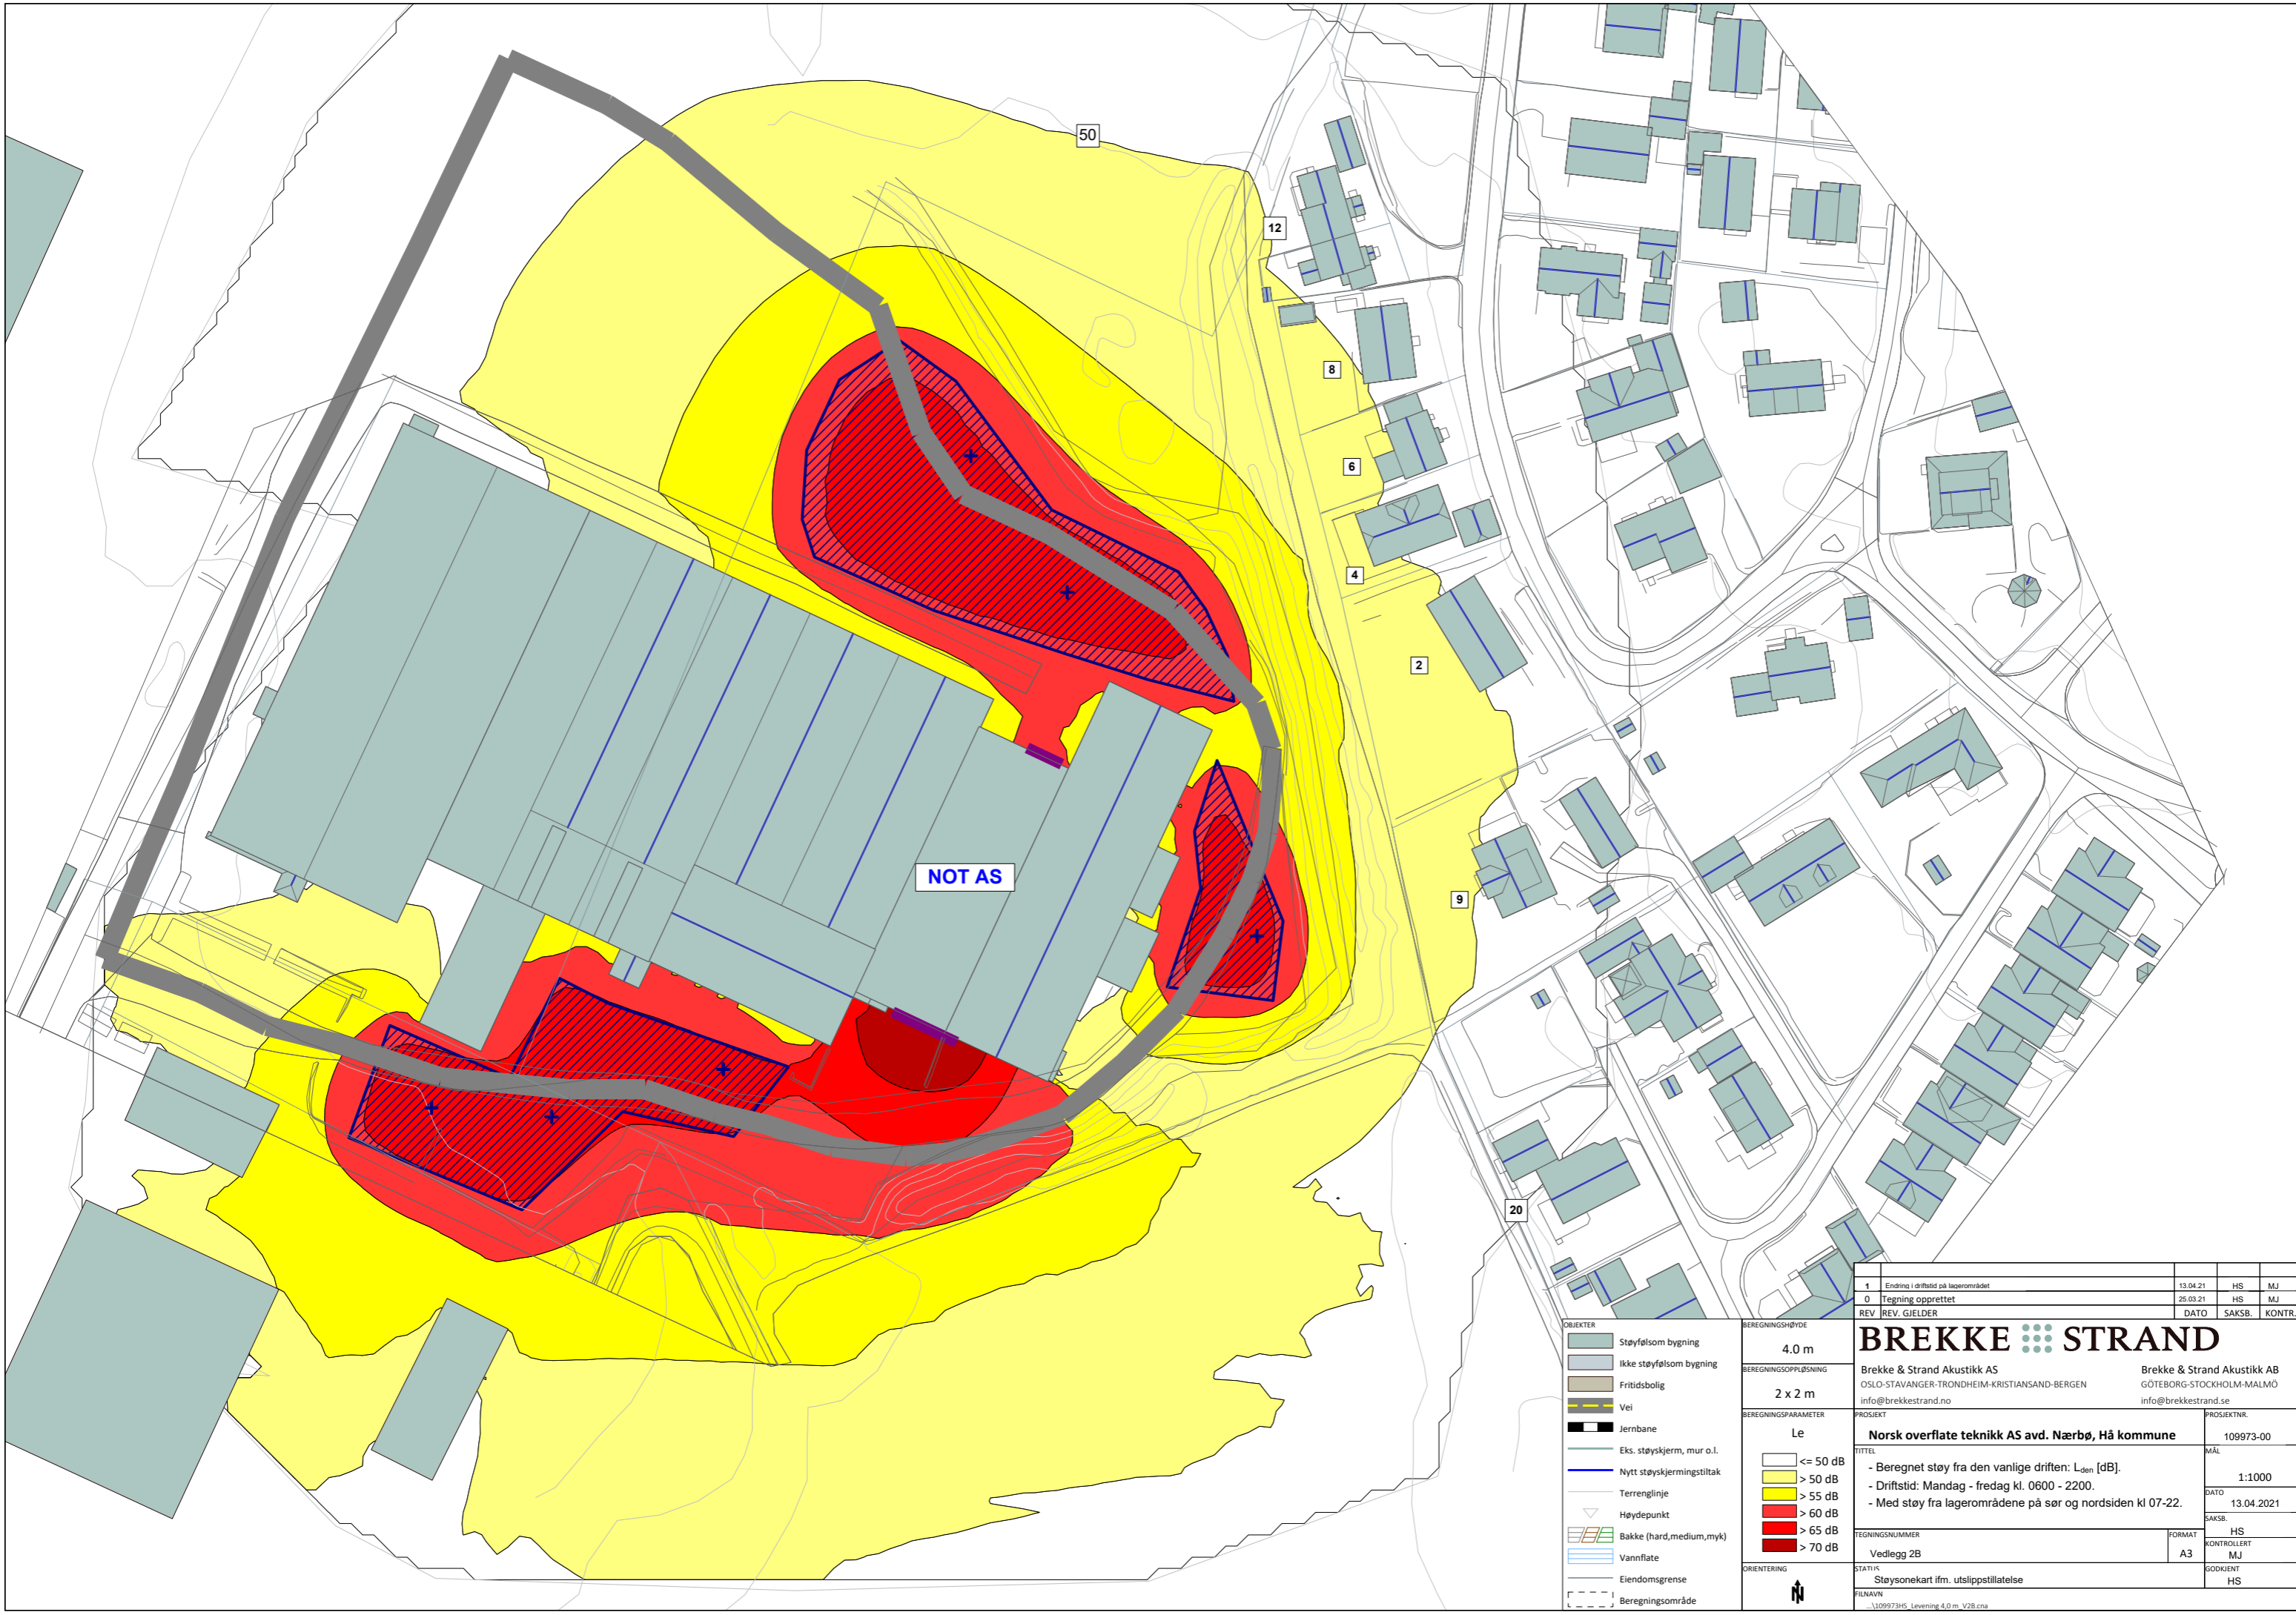 50
12
8
6
4
2
NOT AS
9
20
1 Endring i driftstid på lagerområdet 13.04.21 HS MJ
0 Tegning opprettet 25.03.21 HS MJ
REV REV. GJELDER DATO SAKSB. KONTR.
OBJEKTER
Støyfølsom bygning
Ikke støyfølsom bygning
Fritidsbolig
Vei
Jernbane
Eks. støyskjerm, mur o.l.
Nytt støyskjermingstiltak
Terrenglinje
Høydepunkt
Bakke (hard,medium,myk)
Vannflate
Eiendomsgrense
Beregningsområde
BEREGNINGSHØYDE
4.0 m
BEREGNINGSOPPLØSNING
2 x 2 m
BEREGNINGSPARAMETER
Le
<= 50 dB
> 50 dB
> 55 dB
> 60 dB
> 65 dB
> 70 dB
ORIENTERING
N
BREKKE STRAND
Brekke & Strand Akustikk AS
OSLO-STAVANGER-TRONDHEIM-KRISTIANSAND-BERGEN
info@brekkestrand.no
Brekke & Strand Akustikk AB
GÖTEBORG-STOCKHOLM-MALMÖ
info@brekkestrand.se
PROSJEKT
Norsk overflate teknikk AS avd. Nærbø, Hå kommune
PROSJEKTNR.
109973-00
TITTEL
- Beregnet støy fra den vanlige driften: Lden [dB].
- Driftstid: Mandag - fredag kl. 0600 - 2200.
- Med støy fra lagerområdene på sør og nordsiden kl 07-22.
MÅL
1:1000
DATO
13.04.2021
SAKSB.
HS
TEGNINGSNUMMER
Vedlegg 2B
FORMAT
A3
KONTROLLERT
MJ
STATUS
Støysonekart ifm. utslippstillatelse
GODKJENT
HS
FILNAVN
...\109973HS_Levening 4,0 m_V2B.cna